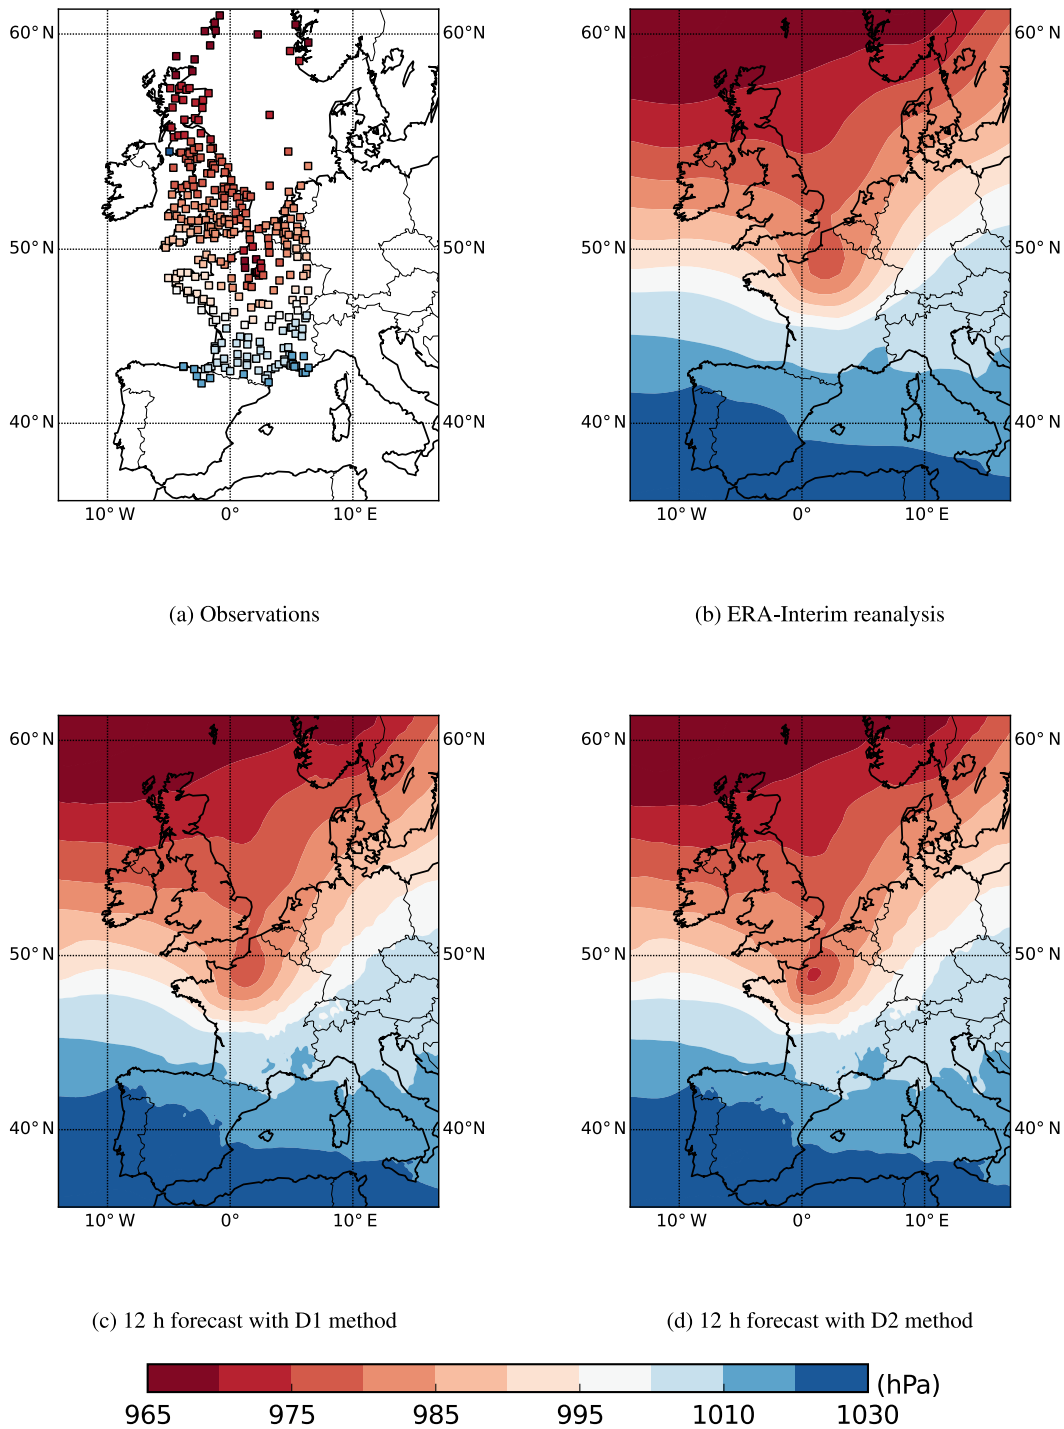 60° N 60° N
50° N 50° N
40° N 40° N
10° W 0° 10° E
(a) Observations
60° N 60° N
50° N 50° N
40° N 40° N
10° W 0° 10° E
(b) ERA-Interim reanalysis
60° N 60° N
50° N 50° N
40° N 40° N
10° W 0° 10° E
(c) 12 h forecast with D1 method
60° N 60° N
50° N 50° N
40° N 40° N
10° W 0° 10° E
(d) 12 h forecast with D2 method
965 975 985 995 1010 1030 (hPa)